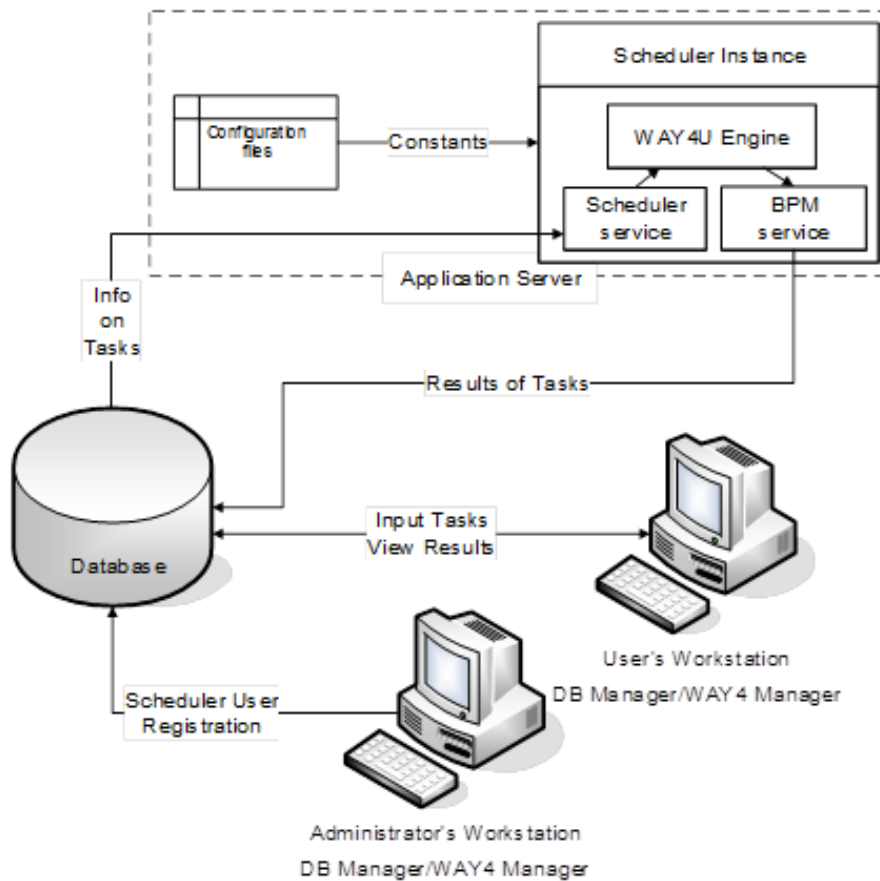 Scheduler Instance
Configuration
files
Constants
WAY4U Engine
Scheduler
service
BPM
service
Application Server
Info
on
Tasks
Results of Tasks
Input Tasks
View Results
Database
User's Workstation
DB Manager/WAY4 Manager
Scheduler User
Registration
Administrator's Workstation
DB Manager/WAY4 Manager